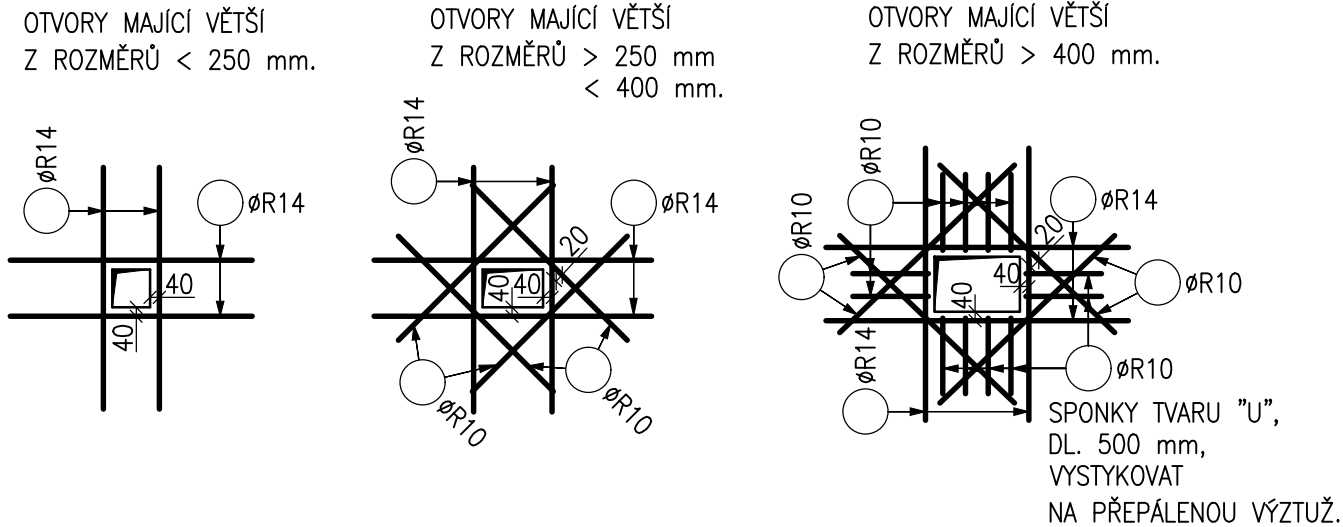 OTVORY MAJÍCÍ VĚTŠÍ
Z ROZMĚRŮ < 250 mm.
øR14
øR14
40
40
OTVORY MAJÍCÍ VĚTŠÍ
Z ROZMĚRŮ > 250 mm
< 400 mm.
øR14
øR14
20
40
40
øR10
øR10
OTVORY MAJÍCÍ VĚTŠÍ
Z ROZMĚRŮ > 400 mm.
øR10
øR10
øR14
20
40
40
øR10
øR14
øR10
SPONKY TVARU "U",
DL. 500 mm,
VYSTYKOVAT
NA PŘEPÁLENOU VÝZTUŽ.